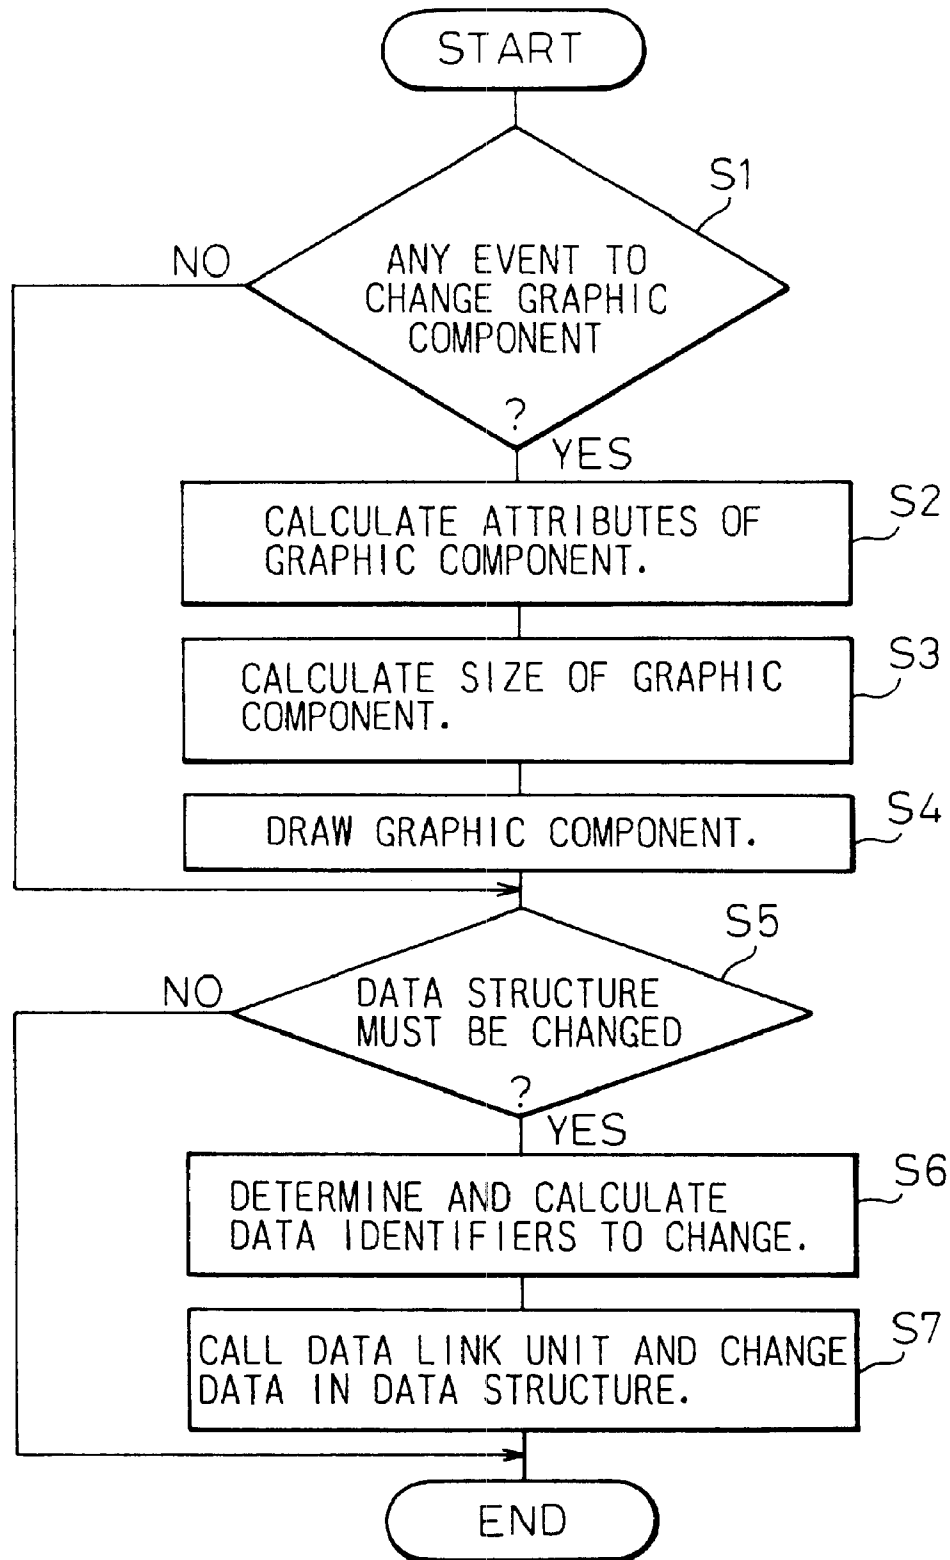 START
S1
NO
ANY EVENT TO
CHANGE GRAPHIC
COMPONENT
?
YES
S2
CALCULATE ATTRIBUTES OF
GRAPHIC COMPONENT.
S3
CALCULATE SIZE OF GRAPHIC
COMPONENT.
S4
DRAW GRAPHIC COMPONENT.
S5
NO
DATA STRUCTURE
MUST BE CHANGED
?
YES
S6
DETERMINE AND CALCULATE
DATA IDENTIFIERS TO CHANGE.
S7
CALL DATA LINK UNIT AND CHANGE
DATA IN DATA STRUCTURE.
END